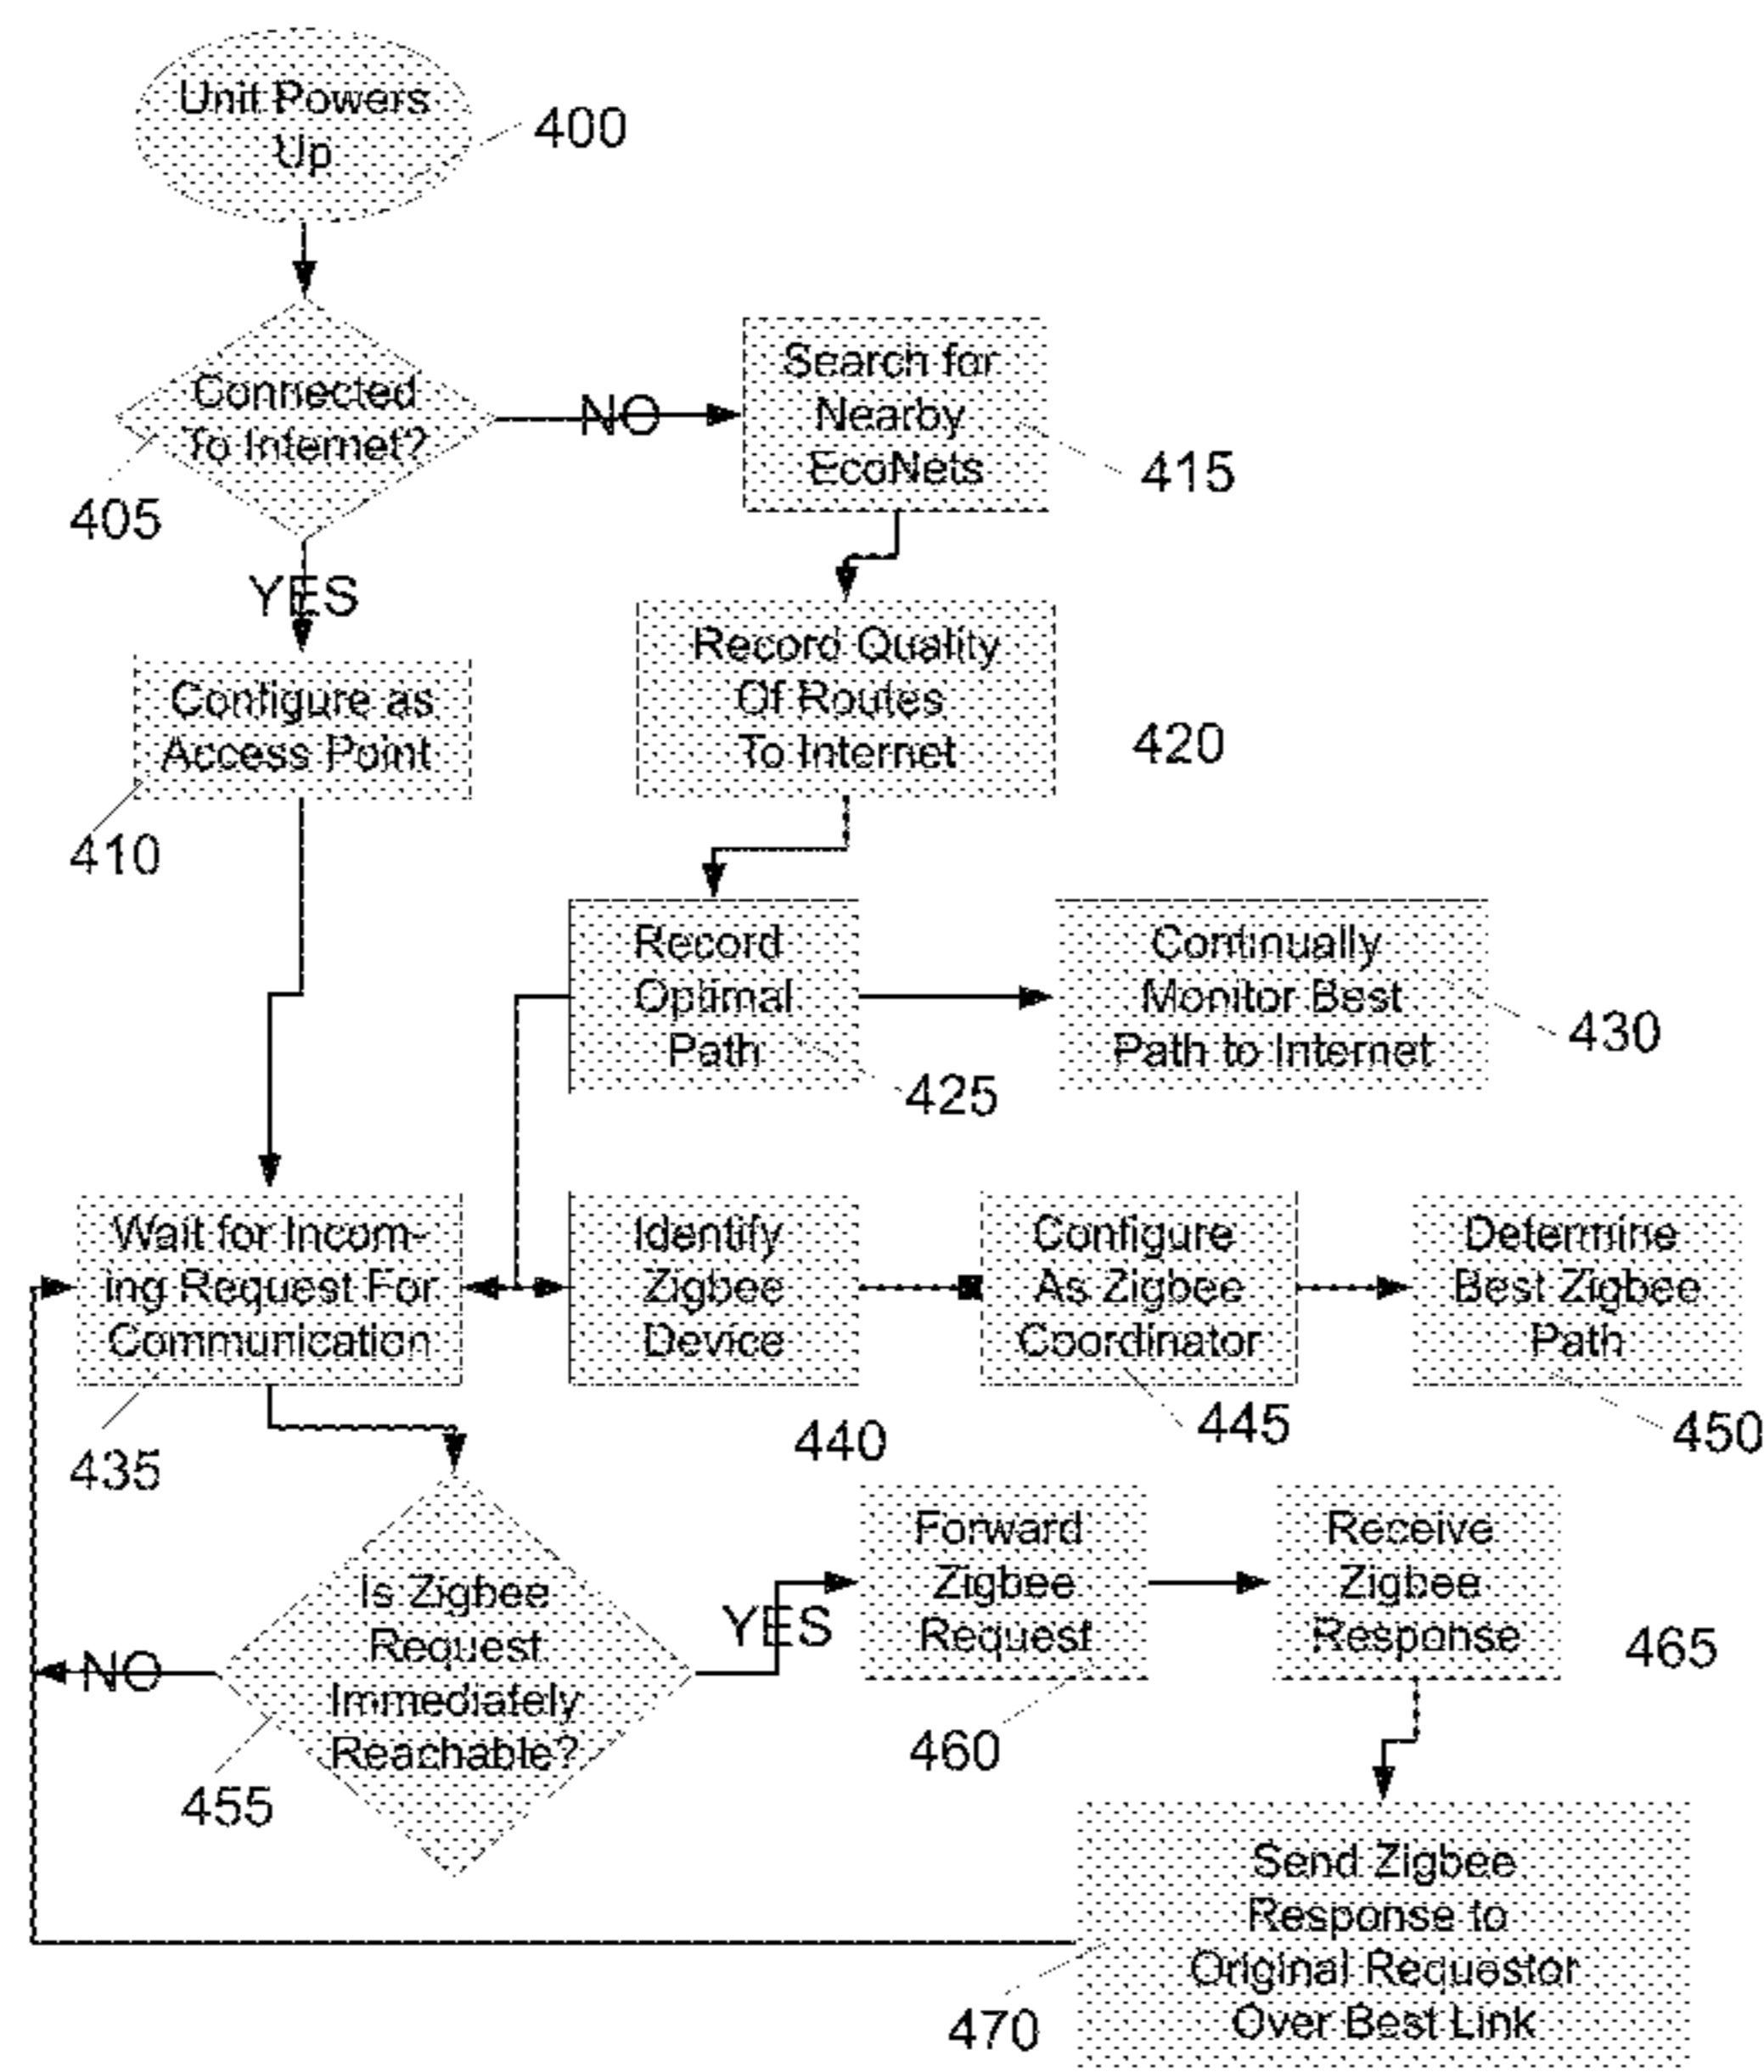 Unit Powers
Up
400
Connected
To Internet?
405
NO
Search for
Nearby
EcoNets
415
YES
Configure as
Access Point
410
Record Quality
Of Routes
To Internet
420
Record
Optimal
Path
425
Continually
Monitor Best
Path to Internet
430
Wait for Incom-
ing Request For
Communication
435
Identify
Zigbee
Device
440
Configure
As Zigbee
Coordinator
445
Determine
Best Zigbee
Path
450
Is Zigbee
Request
Immediately
Reachable?
455
NO
YES
Forward
Zigbee
Request
460
Receive
Zigbee
Response
465
Send Zigbee
Response to
Original Requestor
Over Best Link
470